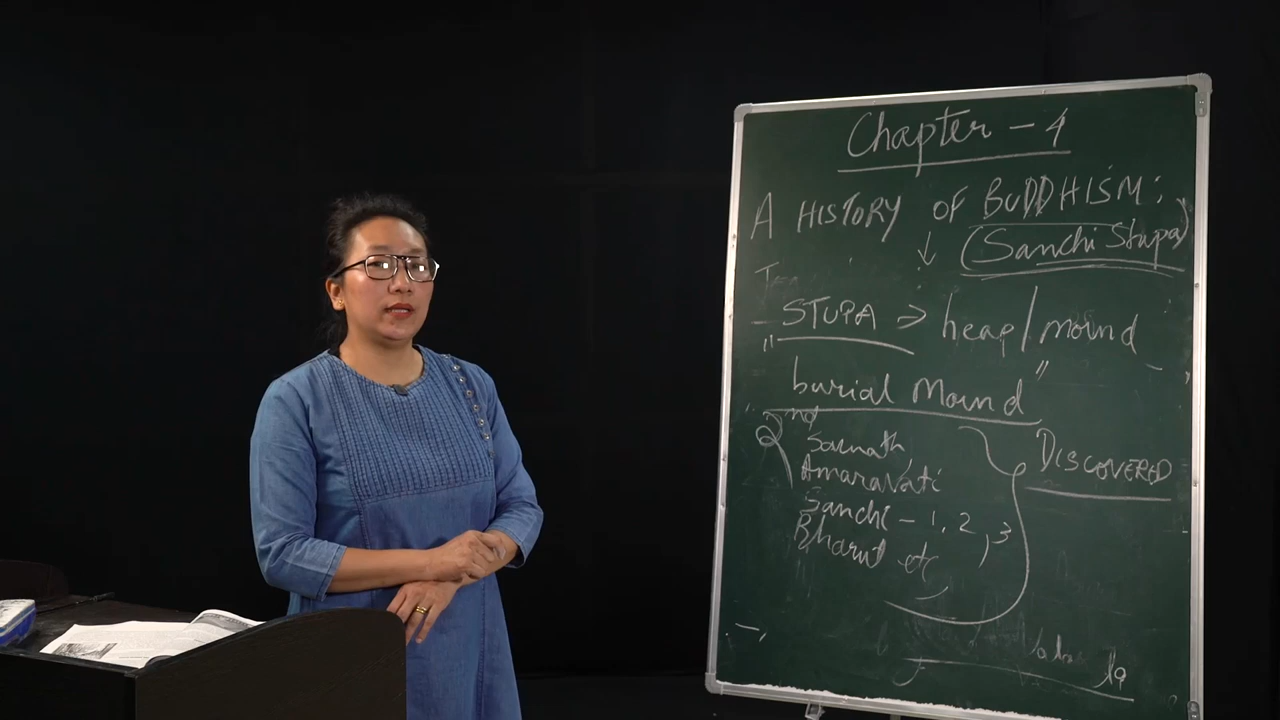 Chapter - 4
A HISTORY OF BUDDHISM:
(Sanchi Stupa)
STUPA => heap/mound
"burial Mound"
2nd
Sarnath,
Amaravati
DISCOVERED
Sanchi - 1, 2, 3
Bharut etc